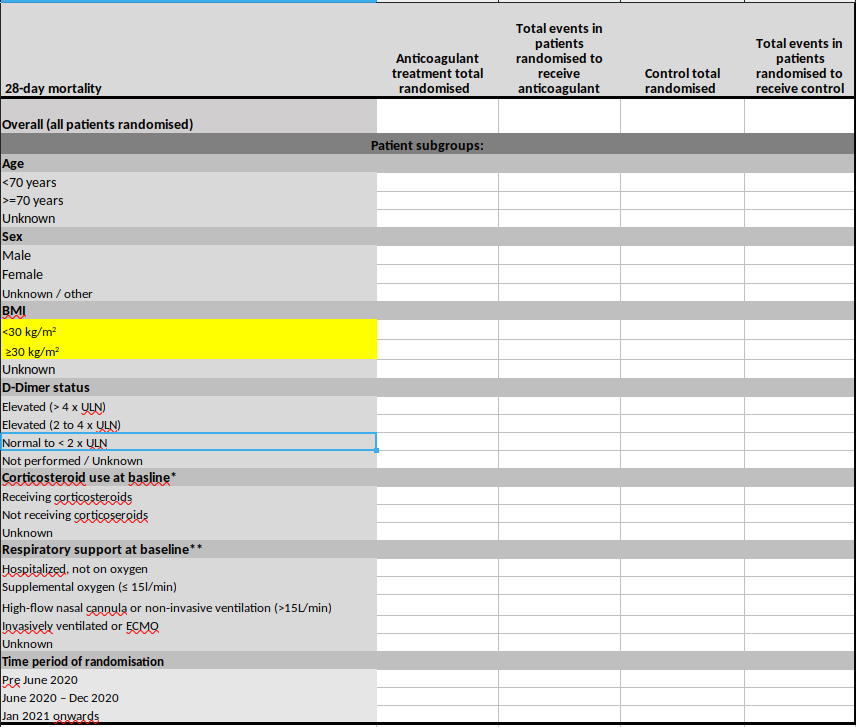 28-day mortality
Anticoagulant
treatment total
randomised
Total events in
patients
randomised to
receive
anticoagulant
Control total
randomised
Total events in
patients
randomised to
receive control
Overall (all patients randomised)
Patient subgroups:
Age
<70 years
>=70 years
Unknown
Sex
Male
Female
Unknown / other
BMI
<30 kg/m²
≥30 kg/m²
Unknown
D-Dimer status
Elevated (> 4 x ULN)
Elevated (2 to 4 x ULN)
Normal to < 2 x ULN
Not performed / Unknown
Corticosteroid use at basline*
Receiving corticosteroids
Not receiving corticoseroids
Unknown
Respiratory support at baseline**
Hospitalized, not on oxygen
Supplemental oxygen (≤ 15l/min)
High-flow nasal cannula or non-invasive ventilation (>15L/min)
Invasively ventilated or ECMO
Unknown
Time period of randomisation
Pre June 2020
June 2020 – Dec 2020
Jan 2021 onwards